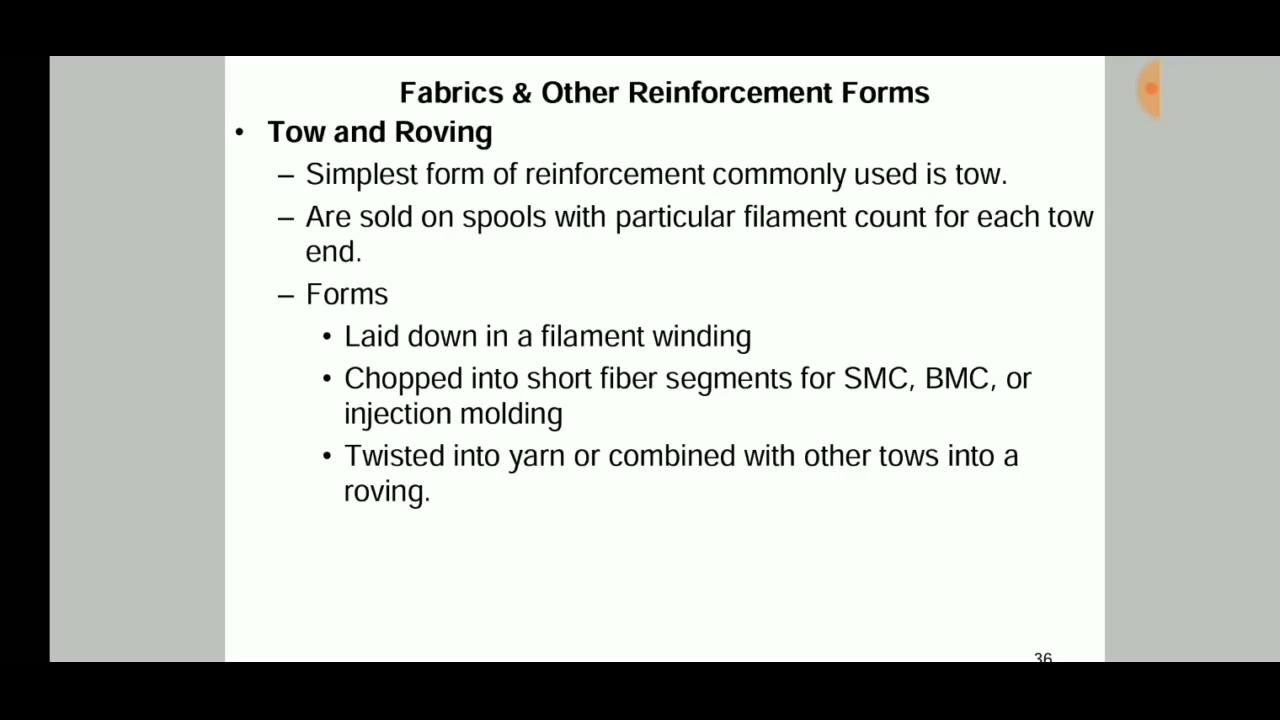 Fabrics & Other Reinforcement Forms
• Tow and Roving
– Simplest form of reinforcement commonly used is tow.
– Are sold on spools with particular filament count for each tow
end.
– Forms
• Laid down in a filament winding
• Chopped into short fiber segments for SMC, BMC, or
injection molding
• Twisted into yarn or combined with other tows into a
roving.
36